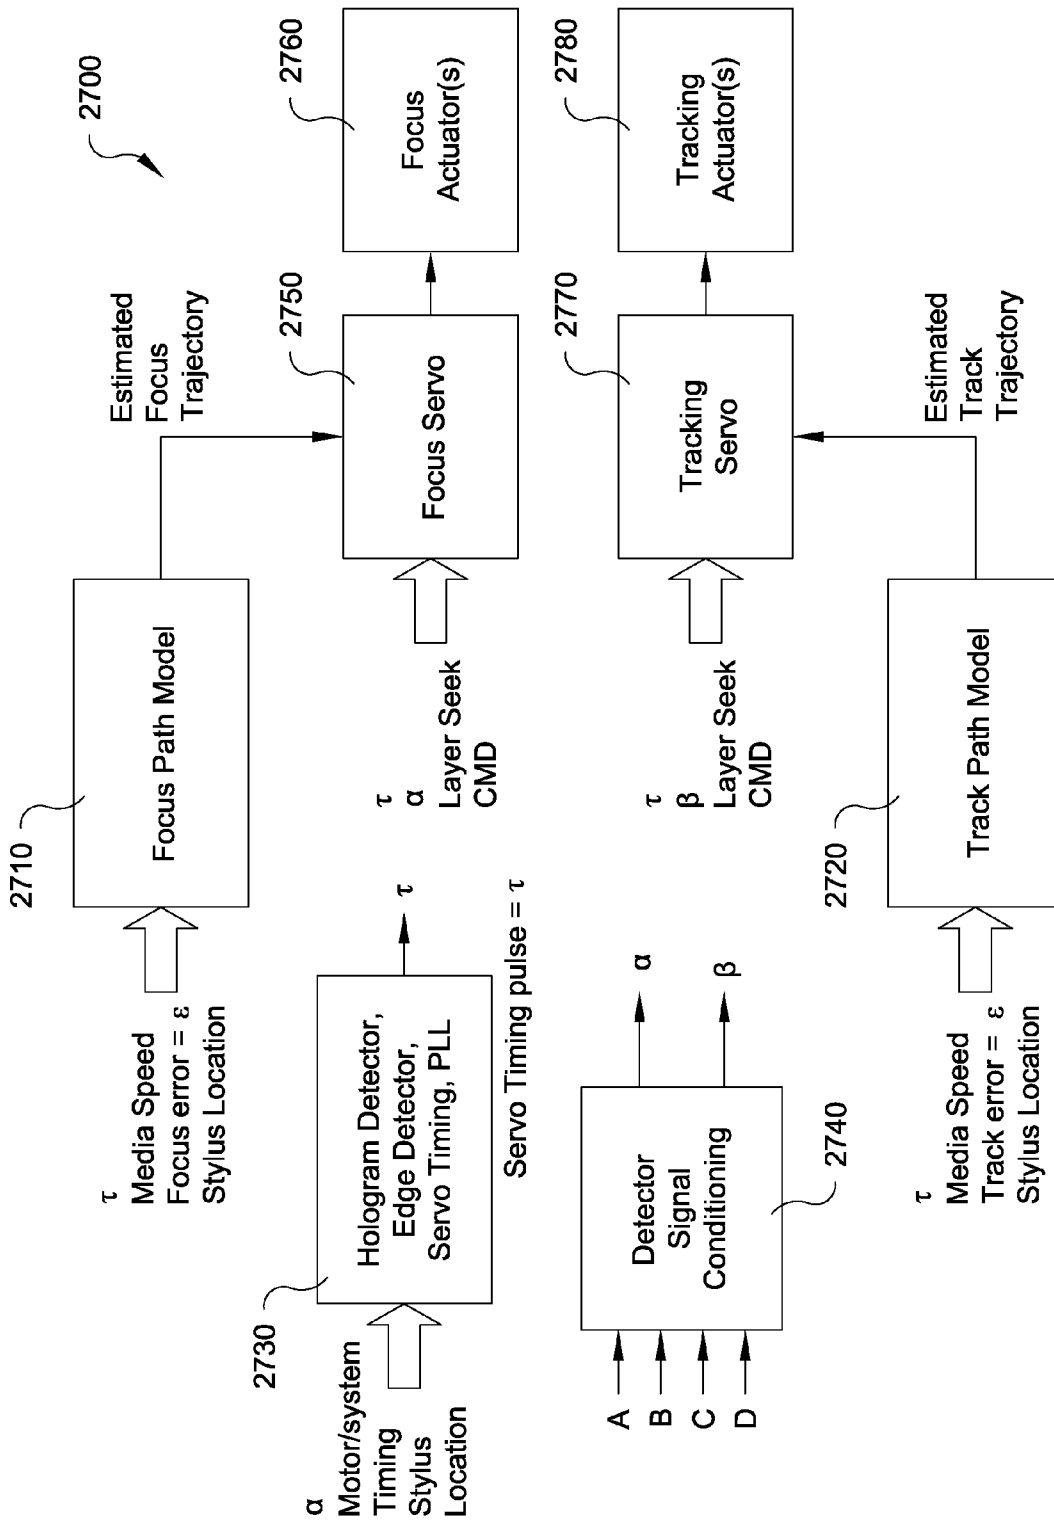 2700
τ
Media Speed
Focus error = ε
Stylus Location
2710
Focus Path Model
Estimated
Focus
Trajectory
α
Motor/system
Timing
Stylus
Location
2730
Hologram Detector,
Edge Detector,
Servo Timing, PLL
τ
Servo Timing pulse = τ
τ
α
Layer Seek
CMD
2750
Focus Servo
2760
Focus
Actuator(s)
A
B
C
D
Detector
Signal
Conditioning
2740
α
β
τ
β
Layer Seek
CMD
2770
Tracking
Servo
2780
Tracking
Actuator(s)
τ
Media Speed
Track error = ε
Stylus Location
2720
Track Path Model
Estimated
Track
Trajectory